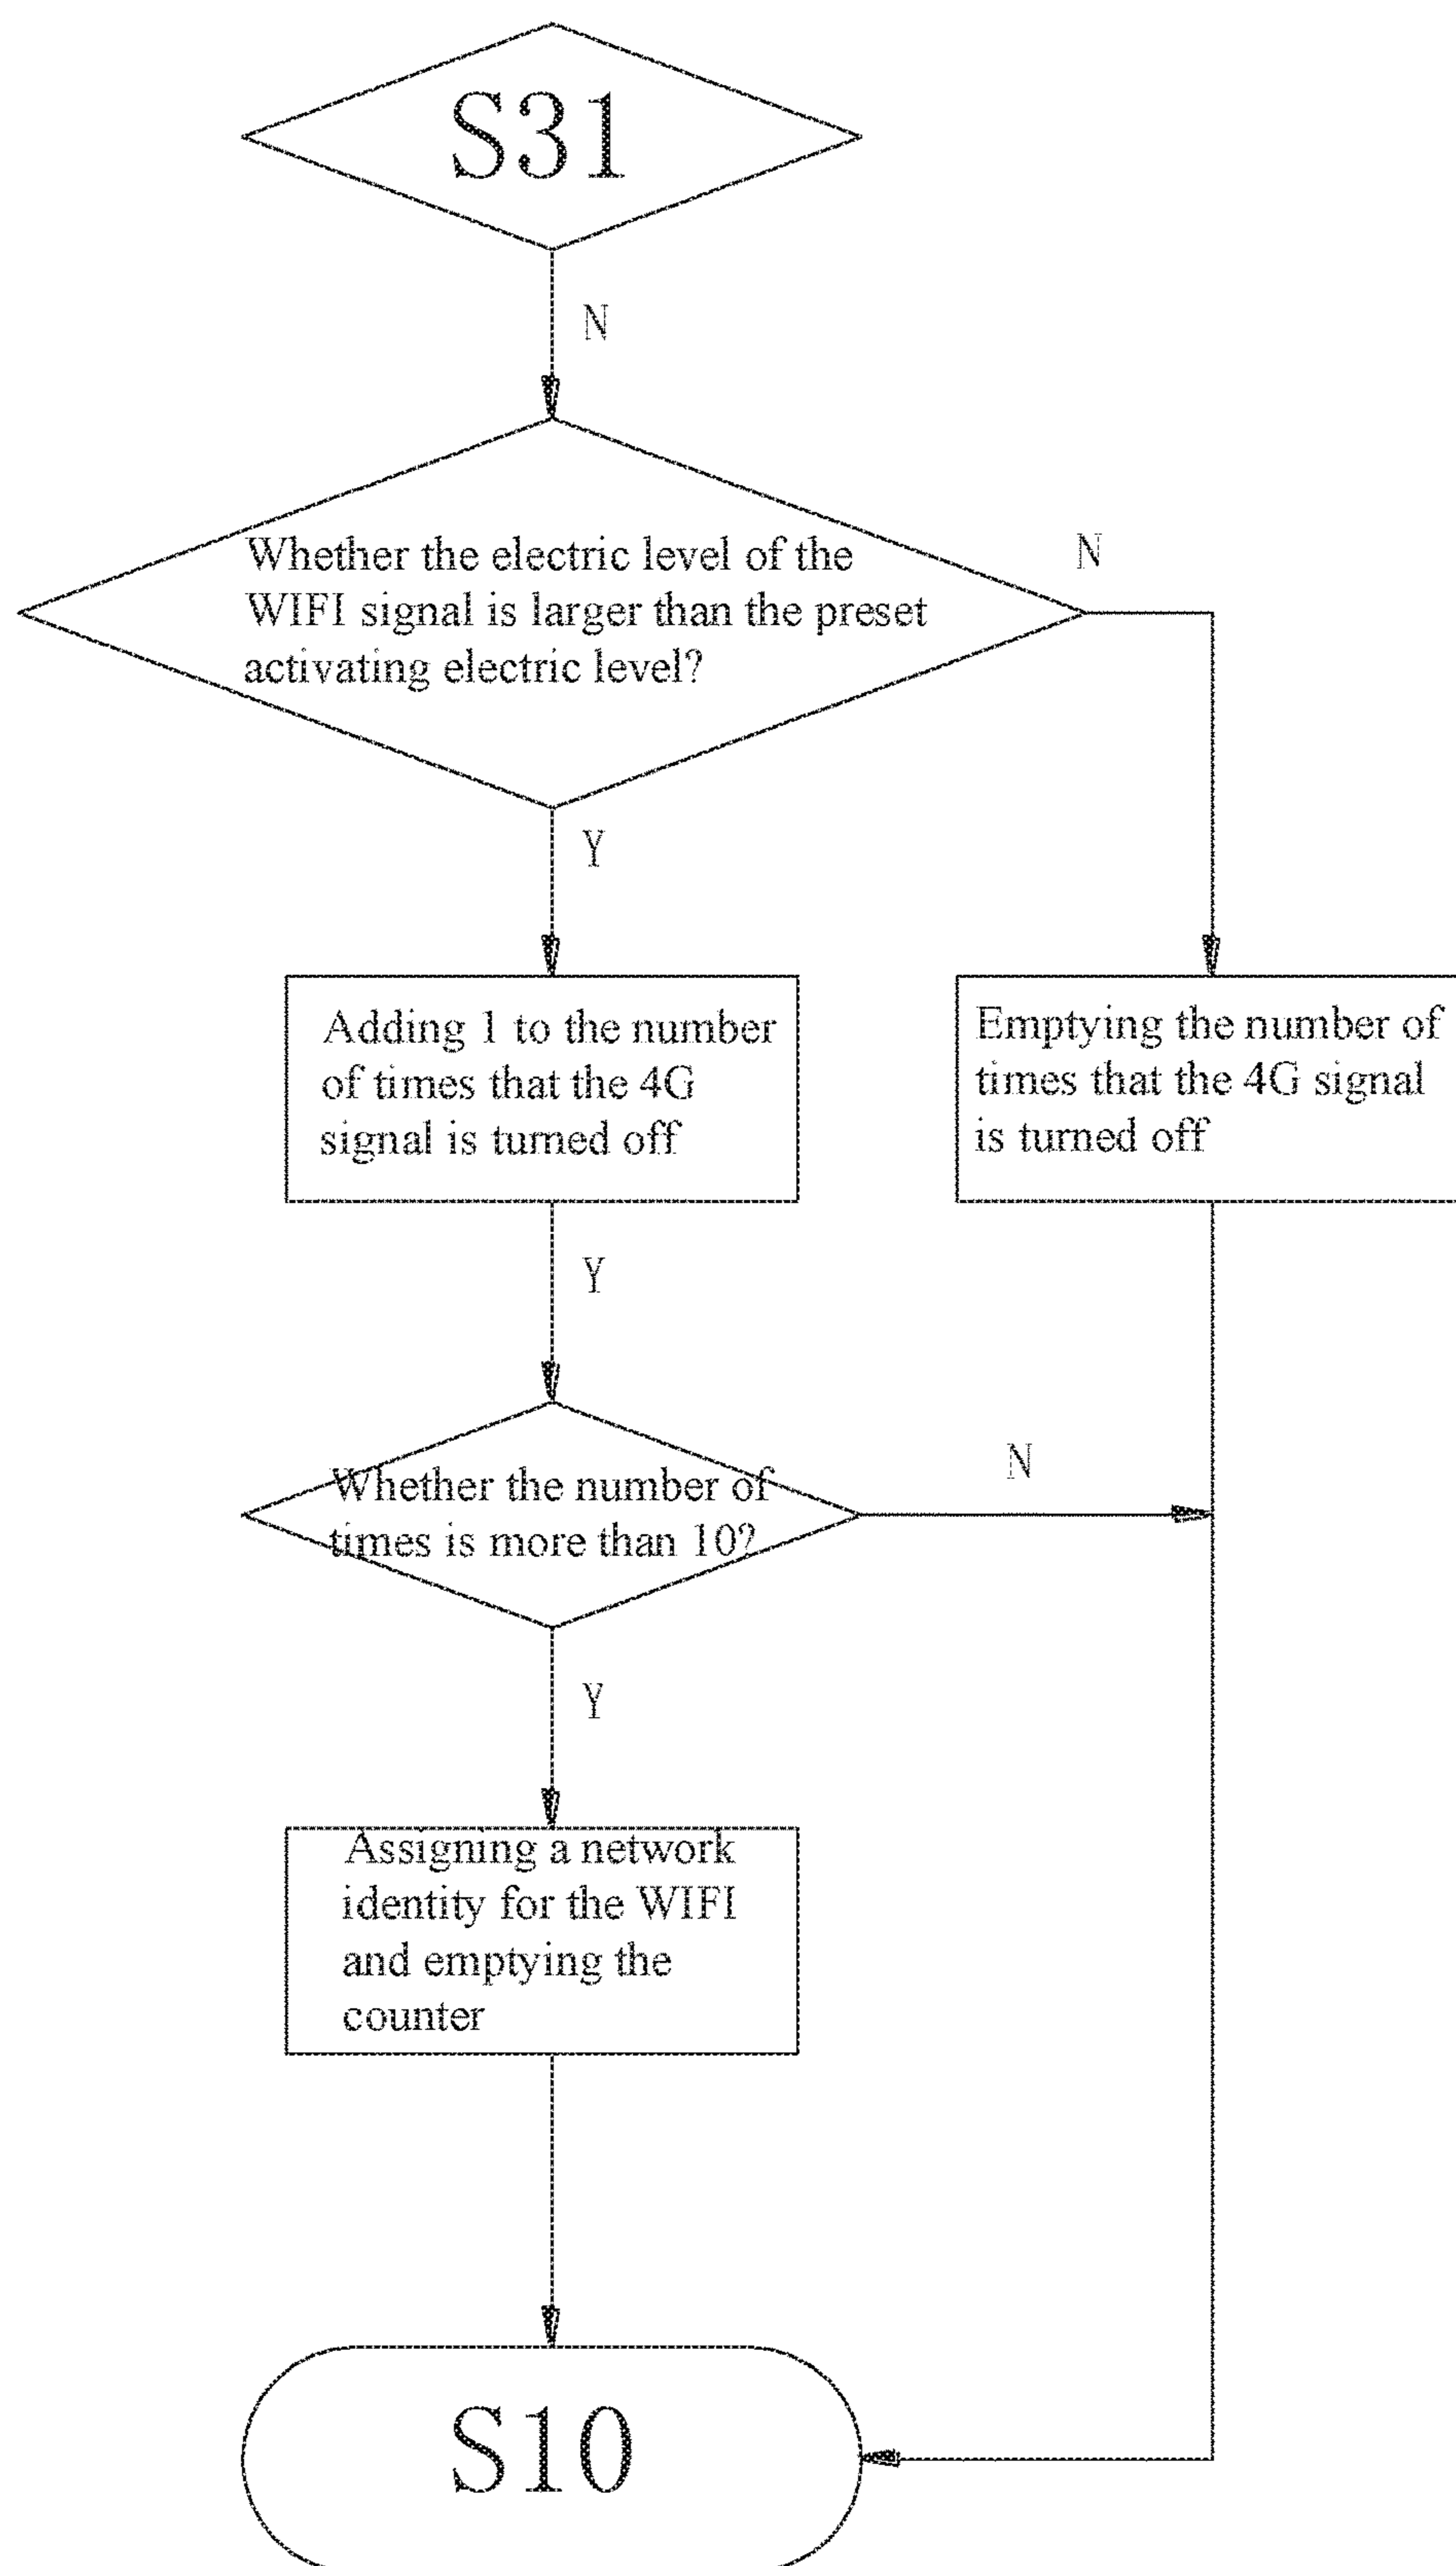 S31
N
Whether the electric level of the
WIFI signal is larger than the preset
activating electric level?
N
Y
Adding 1 to the number
of times that the 4G
signal is turned off
Emptying the number of
times that the 4G signal
is turned off
Y
Whether the number of
times is more than 10?
N
Y
Assigning a network
identity for the WIFI
and emptying the
counter
S10